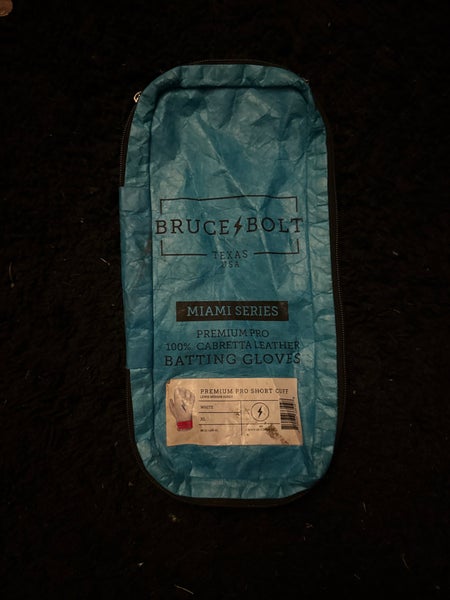 BRUCE BOLT
TEXAS
USA
MIAMI SERIES
PREMIUM PRO
100% CABRETTA LEATHER
BATTING GLOVES
PREMIUM PRO SHORT CUFF
WHITE
XL